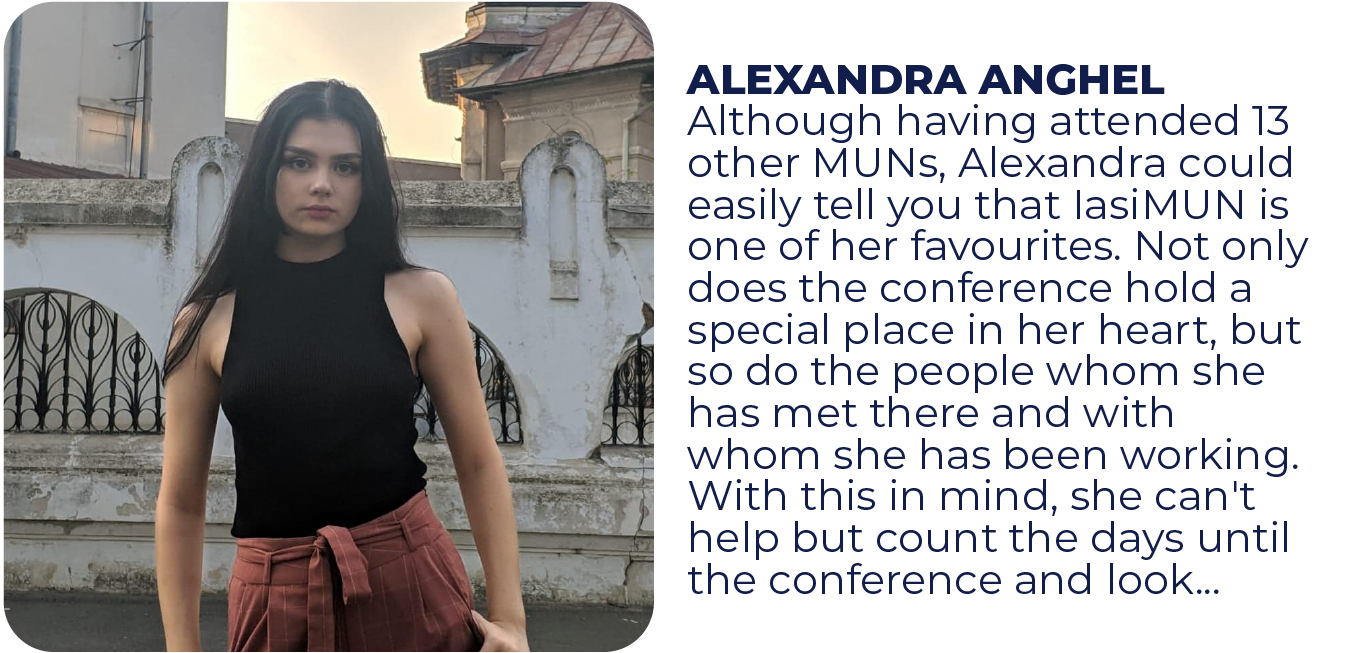 ALEXANDRA ANGHEL
Although having attended 13
other MUNs, Alexandra could
easily tell you that IasiMUN is
one of her favourites. Not only
does the conference hold a
special place in her heart, but
so do the people whom she
has met there and with
whom she has been working.
With this in mind, she can't
help but count the days until
the conference and look...